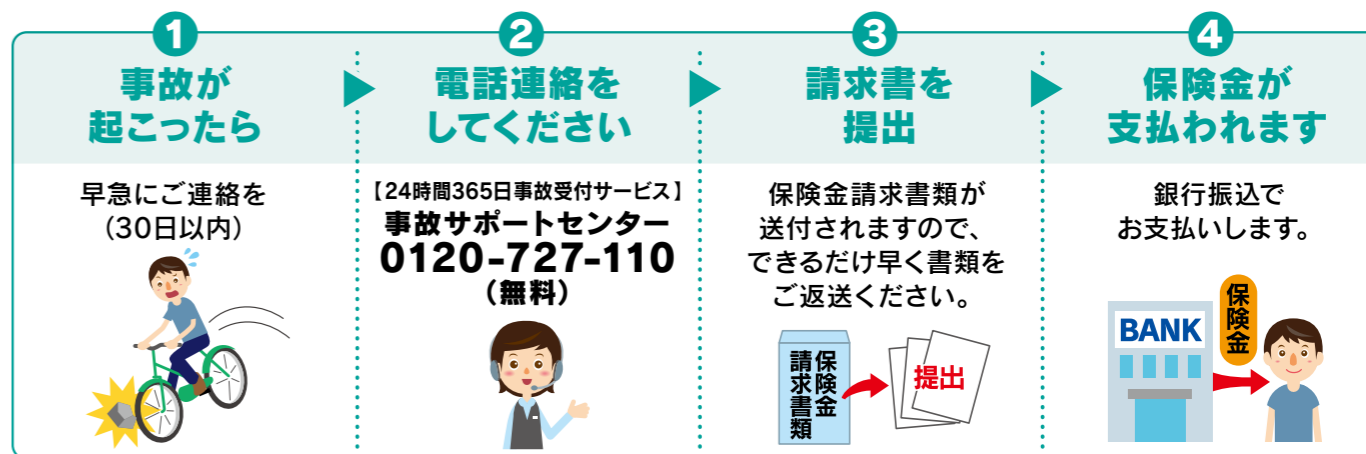 1
事故が
起こったら
早急にご連絡を
(30日以内)
2
電話連絡を
してください
【24時間365日事故受付サービス】
事故サポートセンター
0120-727-110
(無料)
3
請求書を
提出
保険金請求書類が
送付されますので、
できるだけ早く書類を
ご返送ください。
保険金
請求書類
提出
4
保険金が
支払われます
銀行振込で
お支払いします。
BANK
保険金